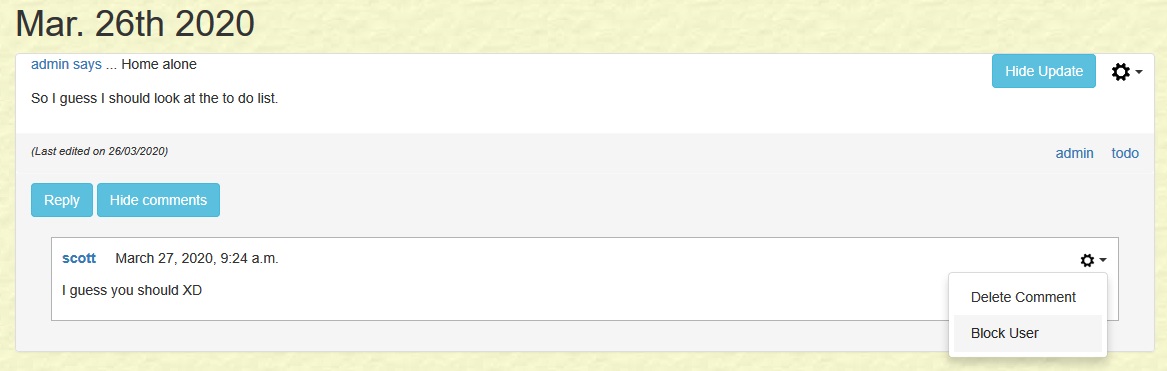 Mar. 26th 2020
admin says ... Home alone
Hide Update
So I guess I should look at the to do list.
(Last edited on 26/03/2020)
admin todo
Reply Hide comments
scott March 27, 2020, 9:24 a.m.
I guess you should XD
Delete Comment
Block User